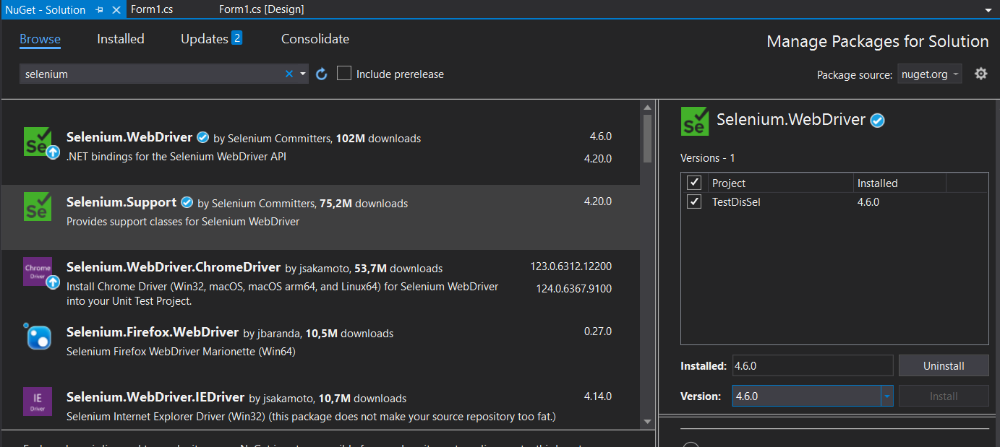 NuGet - Solution Form1.cs Form1.cs [Design]
Browse Installed Updates 2 Consolidate
Manage Packages for Solution
selenium Include prerelease
Package source: nuget.org
Se Selenium.WebDriver by Selenium Committers, 102M downloads 4.6.0
.NET bindings for the Selenium WebDriver API 4.20.0
Se Selenium.Support by Selenium Committers, 75,2M downloads 4.20.0
Provides support classes for Selenium WebDriver
Chrome Driver Selenium.WebDriver.ChromeDriver by jsakamoto, 53,7M downloads 123.0.6312.12200
Install Chrome Driver (Win32, macOS, macOS arm64, and Linux64) for Selenium WebDriver 124.0.6367.9100
into your Unit Test Project.
Selenium.Firefox.WebDriver by jbaranda, 10,5M downloads 0.27.0
Selenium Firefox WebDriver Marionette (Win64)
IE Driver Selenium.WebDriver.IEDriver by jsakamoto, 10,7M downloads 4.14.0
Selenium Internet Explorer Driver (Win32) (this package does not make your source repository too fat.)
Se Selenium.WebDriver
Versions - 1
Project Installed
TestDisSel 4.6.0
Installed: 4.6.0 Uninstall
Version: 4.6.0 Install